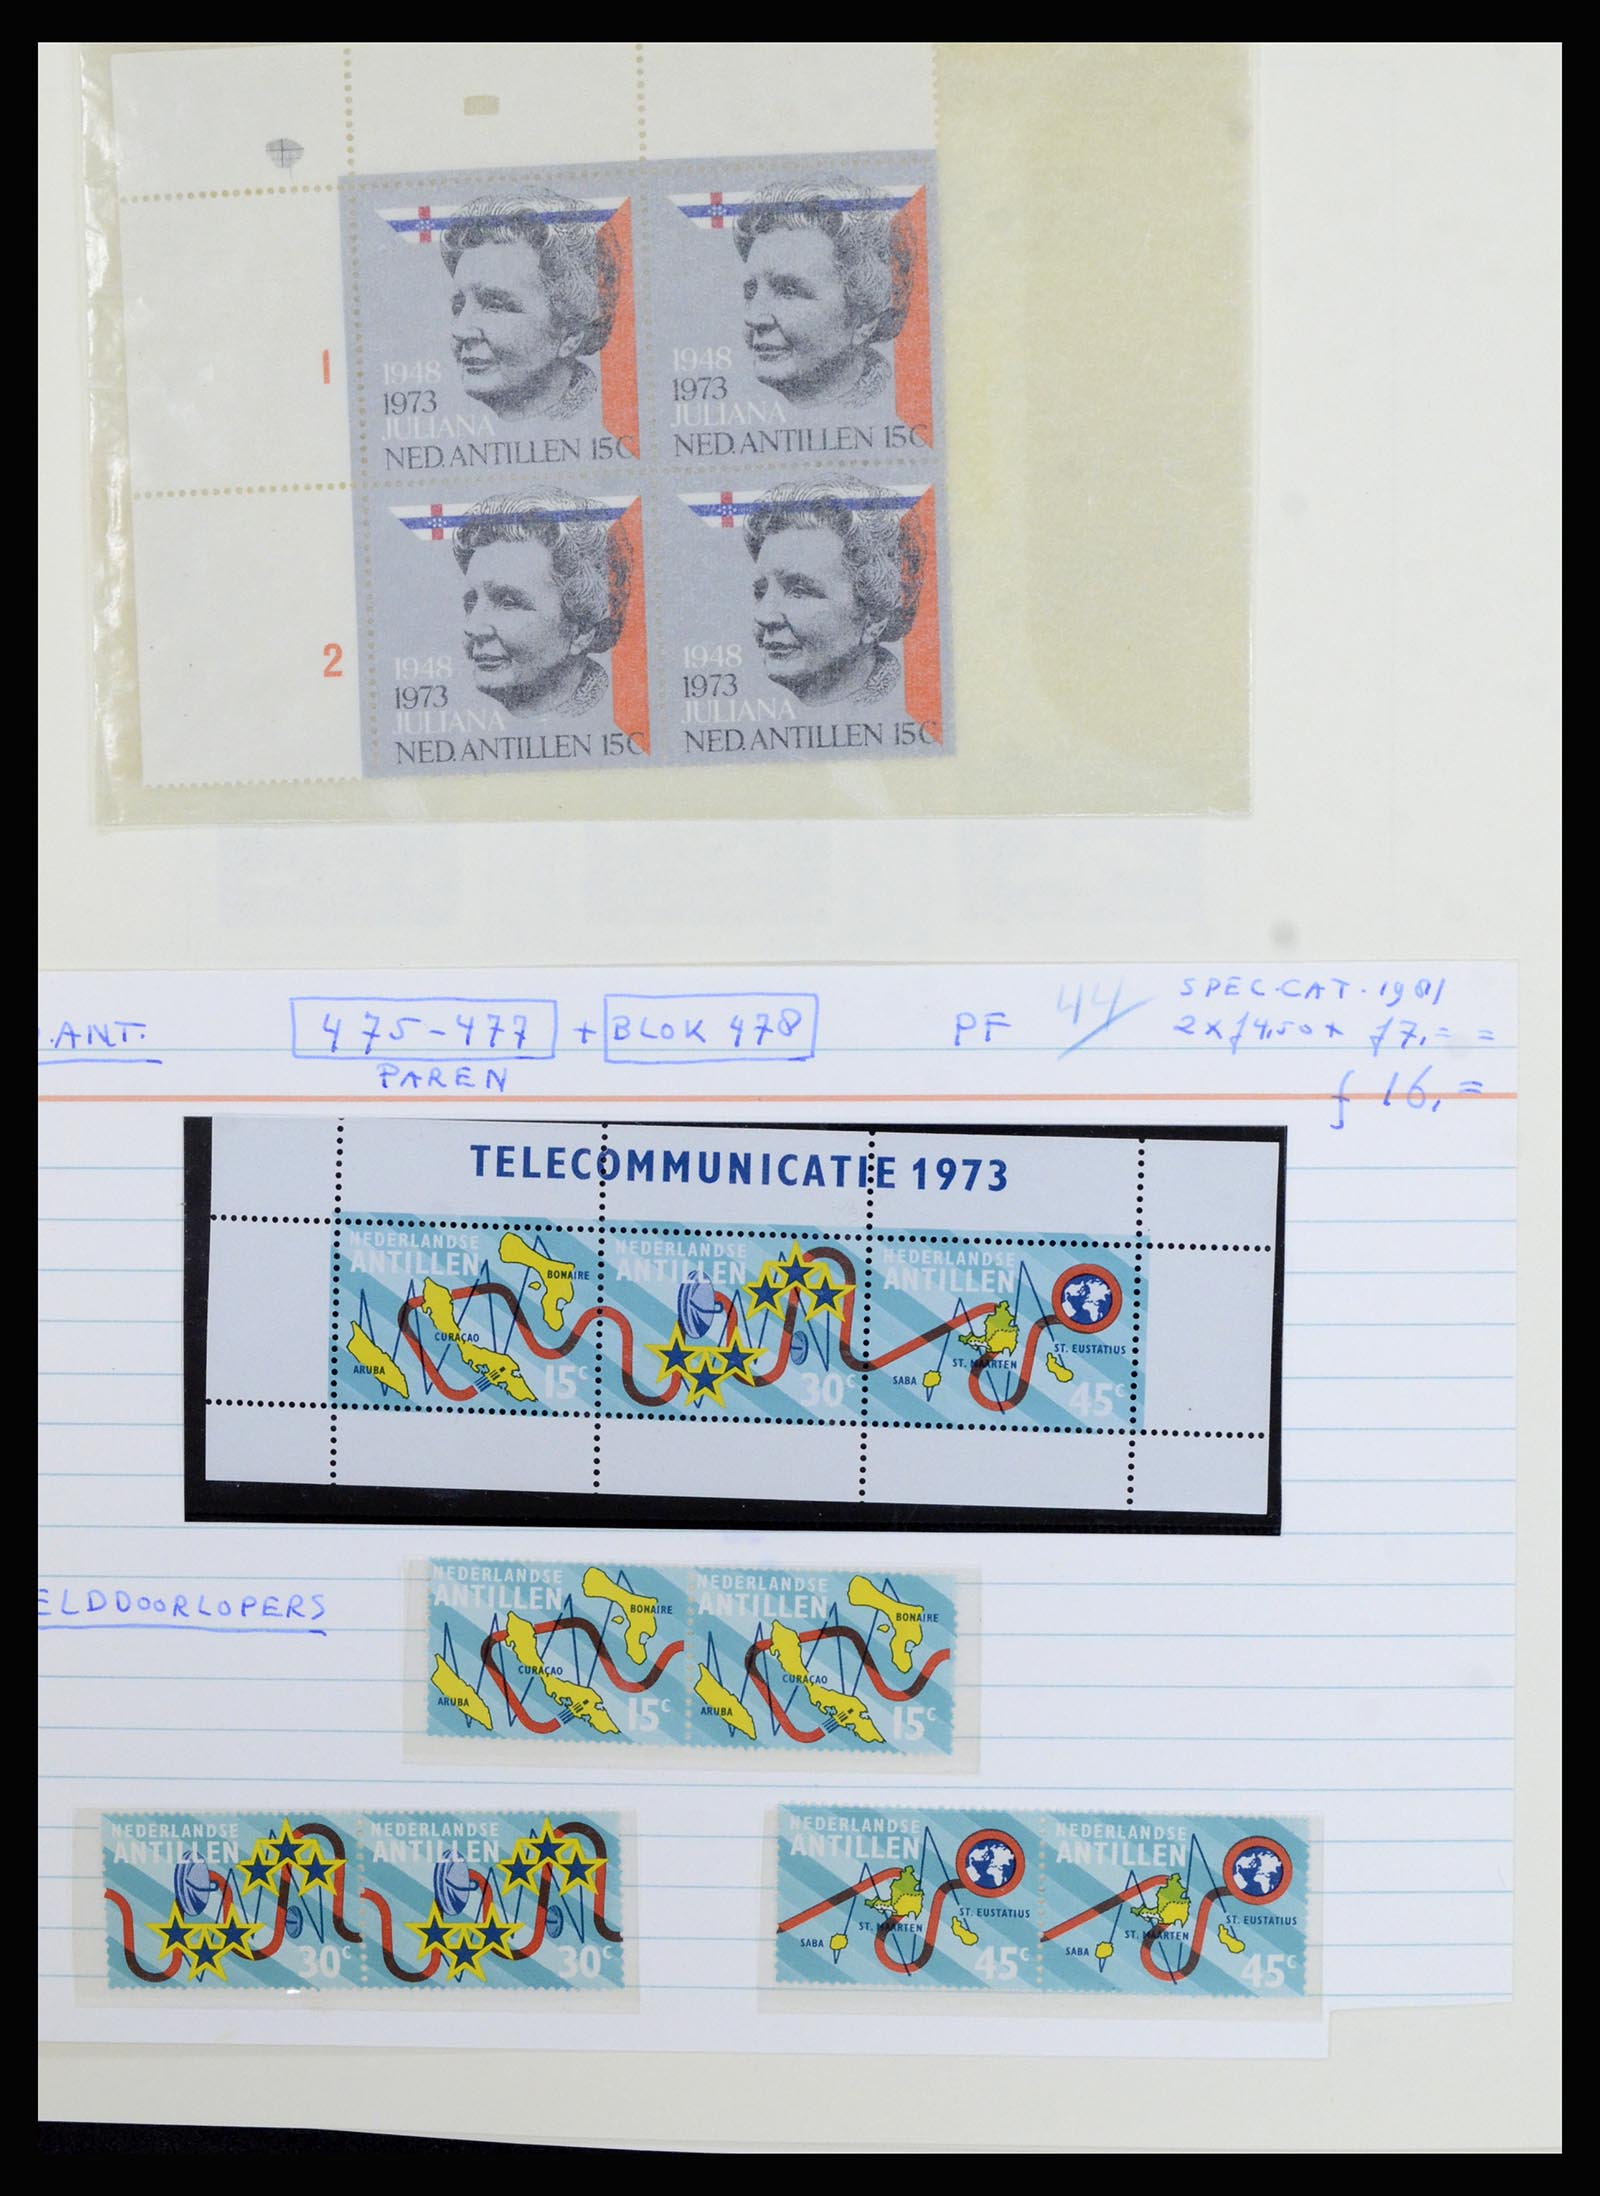 1
1948
1973
JULIANA
NED. ANTILLEN 15C
1948
1973
JULIANA
NED. ANTILLEN 15C
2
1948
1973
JULIANA
NED. ANTILLEN 15C
1948
1973
JULIANA
NED. ANTILLEN 15C
.ANT. 475-477 + BLOK 478 PF 44
PAREN
SPEC.CAT. 1981
2x f4,50 + f7,= =
f 16,=
TELECOMMUNICATIE 1973
NEDERLANDSE
ANTILLEN
BONAIRE
CURAÇAO
ARUBA
15c
NEDERLANDSE
ANTILLEN
30c
NEDERLANDSE
ANTILLEN
ST. MAARTEN
ST. EUSTATIUS
SABA
45c
ELDDOORLOPERS
NEDERLANDSE
ANTILLEN
BONAIRE
CURAÇAO
ARUBA
15c
NEDERLANDSE
ANTILLEN
BONAIRE
CURAÇAO
ARUBA
15c
NEDERLANDSE
ANTILLEN
30c
NEDERLANDSE
ANTILLEN
30c
NEDERLANDSE
ANTILLEN
ST. MAARTEN
ST. EUSTATIUS
SABA
45c
NEDERLANDSE
ANTILLEN
ST. MAARTEN
ST. EUSTATIUS
SABA
45c